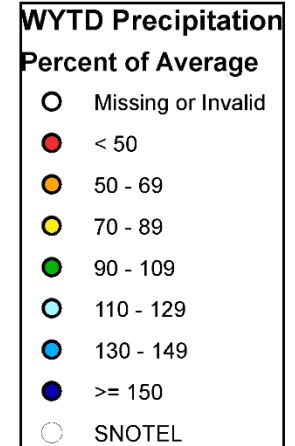 WYTD Precipitation
Percent of Average
Missing or Invalid
< 50
50 - 69
70 - 89
90 - 109
110 - 129
130 - 149
>= 150
SNOTEL